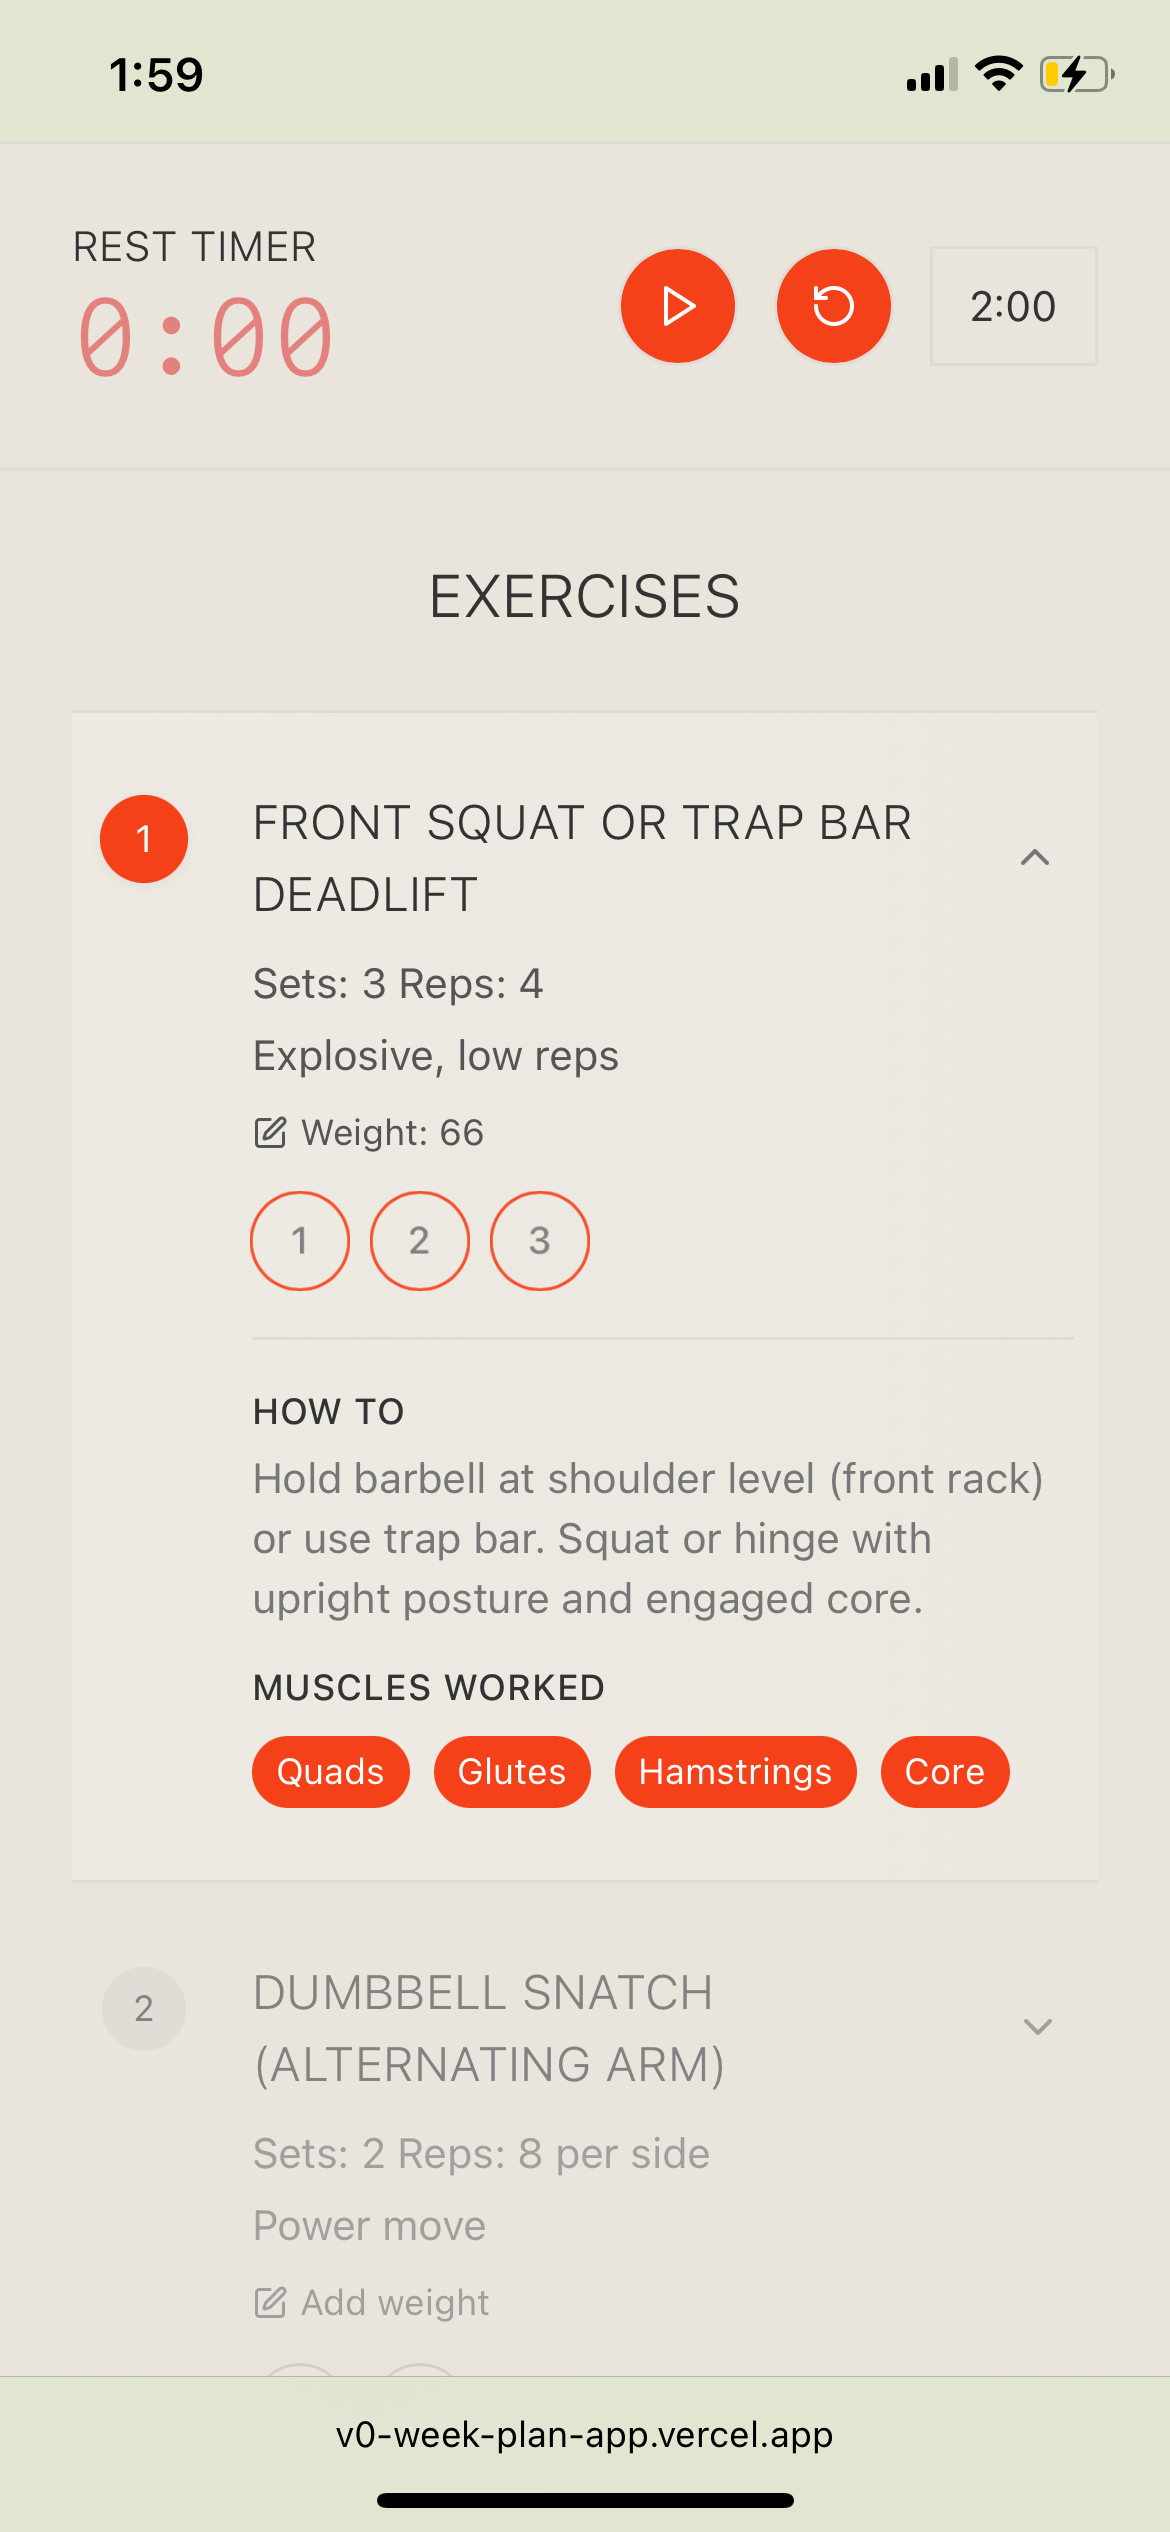 1:59
REST TIMER
0:00
2:00
EXERCISES
1
FRONT SQUAT OR TRAP BAR
DEADLIFT
Sets: 3 Reps: 4
Explosive, low reps
Weight: 66
1 2 3
HOW TO
Hold barbell at shoulder level (front rack)
or use trap bar. Squat or hinge with
upright posture and engaged core.
MUSCLES WORKED
Quads Glutes Hamstrings Core
2
DUMBBELL SNATCH
(ALTERNATING ARM)
Sets: 2 Reps: 8 per side
Power move
Add weight
v0-week-plan-app.vercel.app